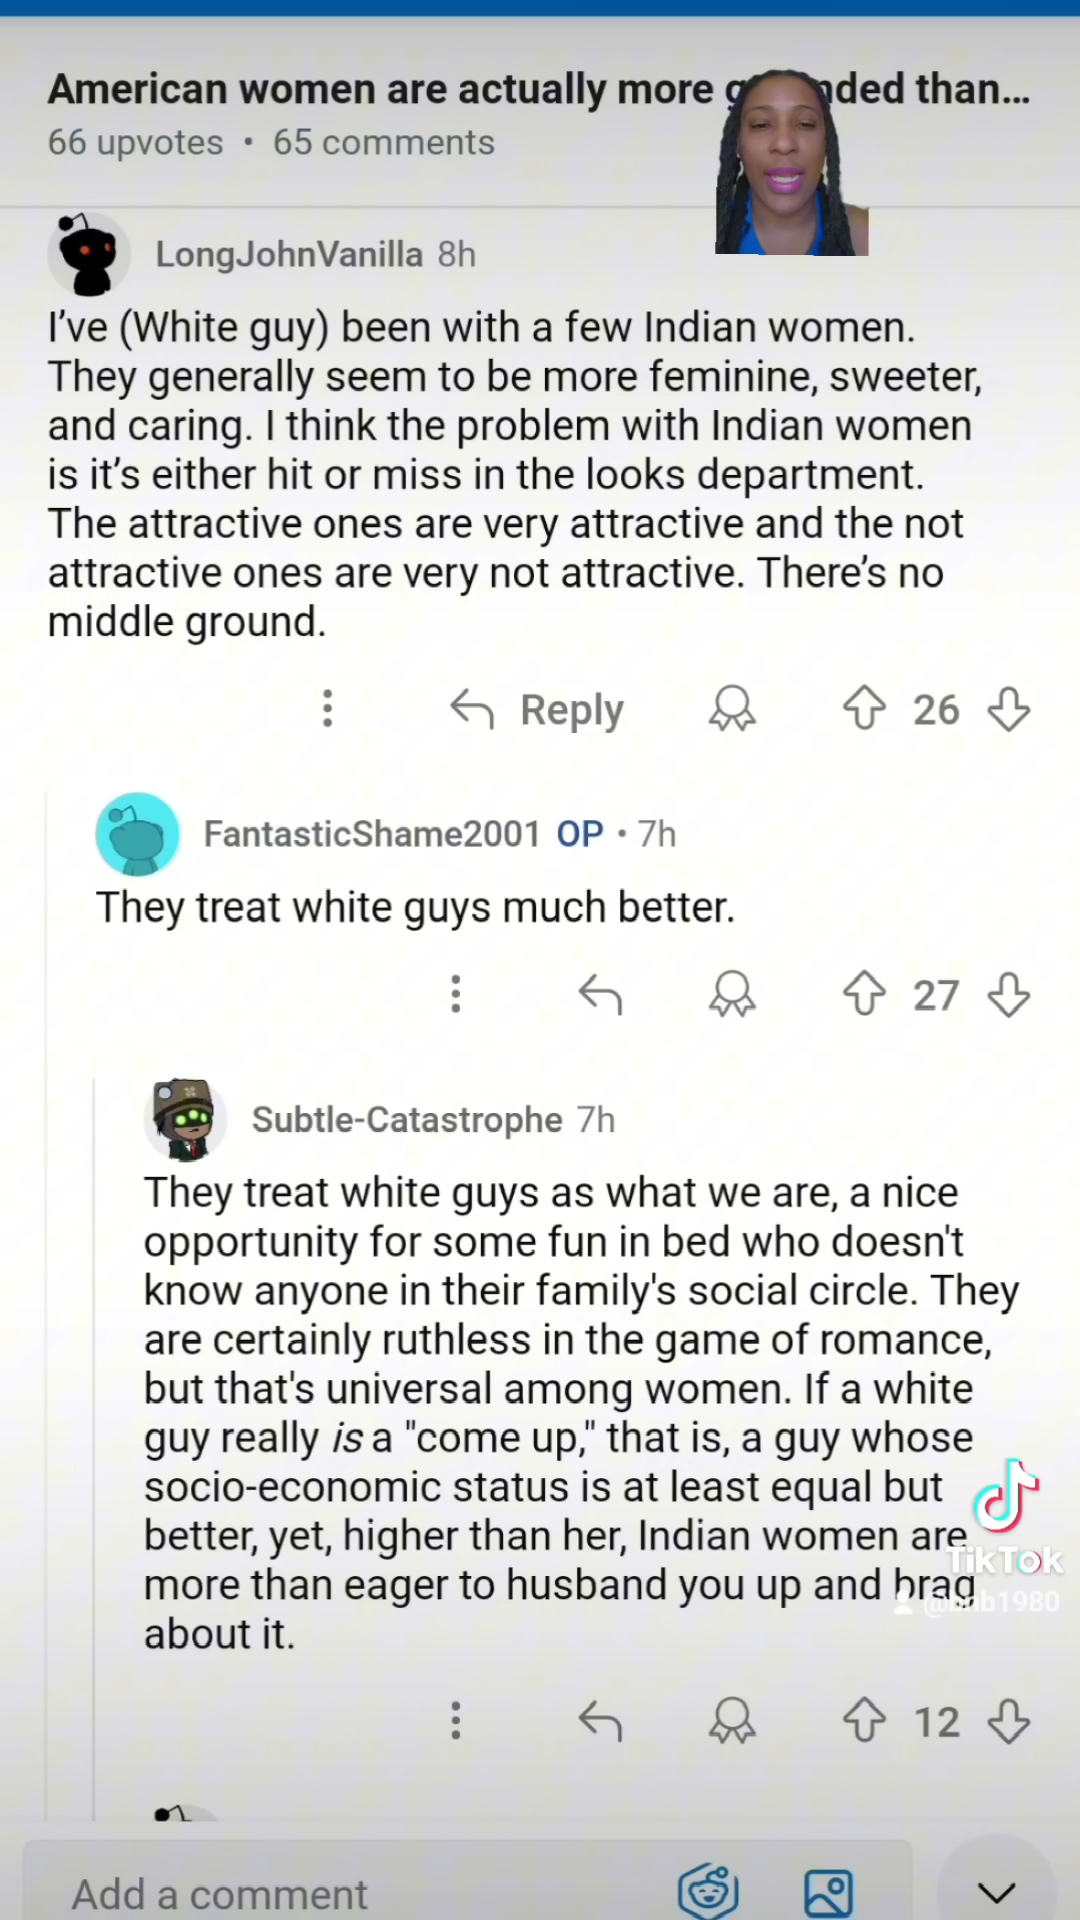 American women are actually more g nded than...
66 upvotes • 65 comments
LongJohnVanilla 8h
I've (White guy) been with a few Indian women.
They generally seem to be more feminine, sweeter,
and caring. I think the problem with Indian women
is it's either hit or miss in the looks department.
The attractive ones are very attractive and the not
attractive ones are very not attractive. There's no
middle ground.
Reply 26
FantasticShame2001 OP • 7h
They treat white guys much better.
27
Subtle-Catastrophe 7h
They treat white guys as what we are, a nice
opportunity for some fun in bed who doesn't
know anyone in their family's social circle. They
are certainly ruthless in the game of romance,
but that's universal among women. If a white
guy really is a "come up," that is, a guy whose
socio-economic status is at least equal but
better, yet, higher than her, Indian women are
more than eager to husband you up and brag
about it.
TikTok
12
Add a comment